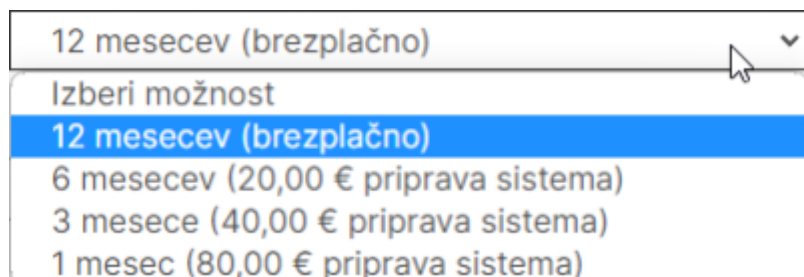 12 mesecev (brezplačno)
Izberi možnost
12 mesecev (brezplačno)
6 mesecev (20,00 € priprava sistema)
3 mesece (40,00 € priprava sistema)
1 mesec (80,00 € priprava sistema)